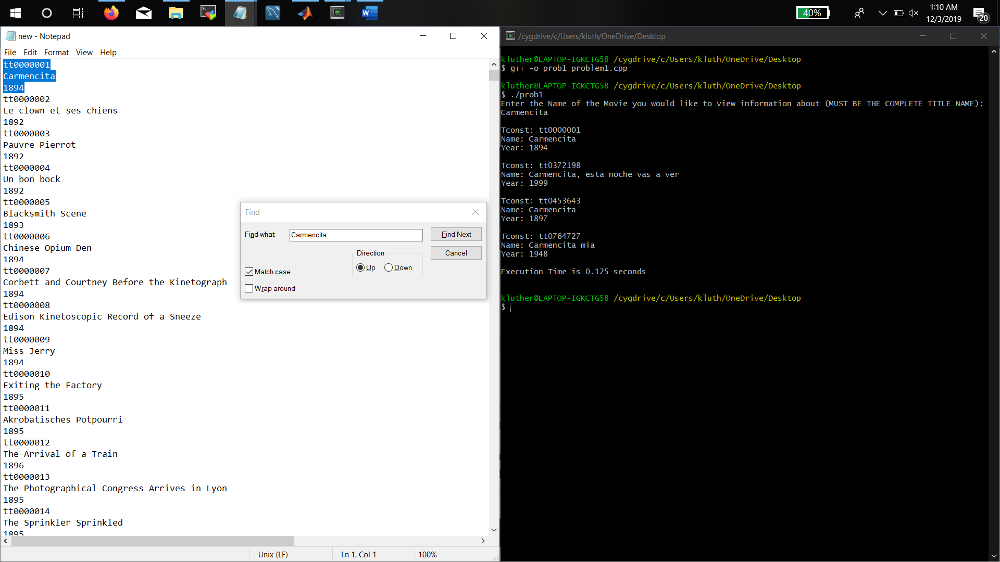 40%
1:10 AM
12/3/2019
20
new - Notepad
File Edit Format View Help
tt0000001
Carmencita
1894
tt0000002
Le clown et ses chiens
1892
tt0000003
Pauvre Pierrot
1892
tt0000004
Un bon bock
1892
tt0000005
Blacksmith Scene
1893
tt0000006
Chinese Opium Den
1894
tt0000007
Corbett and Courtney Before the Kinetograph
1894
tt0000008
Edison Kinetoscopic Record of a Sneeze
1894
tt0000009
Miss Jerry
1894
tt0000010
Exiting the Factory
1895
tt0000011
Akrobatisches Potpourri
1895
tt0000012
The Arrival of a Train
1896
tt0000013
The Photographical Congress Arrives in Lyon
1895
tt0000014
The Sprinkler Sprinkled
1895
Unix (LF) Ln 1, Col 1 100%
Find
Find what: Carmencita Find Next
Direction Cancel
Up Down
Match case
Wrap around
/cygdrive/c/Users/kluth/OneDrive/Desktop
kluther@LAPTOP-IGKCTG58 /cygdrive/c/Users/kluth/OneDrive/Desktop
$ g++ -o prob1 problem1.cpp
kluther@LAPTOP-IGKCTG58 /cygdrive/c/Users/kluth/OneDrive/Desktop
$ ./prob1
Enter the Name of the Movie you would like to view information about (MUST BE THE COMPLETE TITLE NAME):
Carmencita
Tconst: tt0000001
Name: Carmencita
Year: 1894
Tconst: tt0372198
Name: Carmencita, esta noche vas a ver
Year: 1999
Tconst: tt0453643
Name: Carmencita
Year: 1897
Tconst: tt0764727
Name: Carmencita mia
Year: 1948
Execution Time is 0.125 seconds
kluther@LAPTOP-IGKCTG58 /cygdrive/c/Users/kluth/OneDrive/Desktop
$